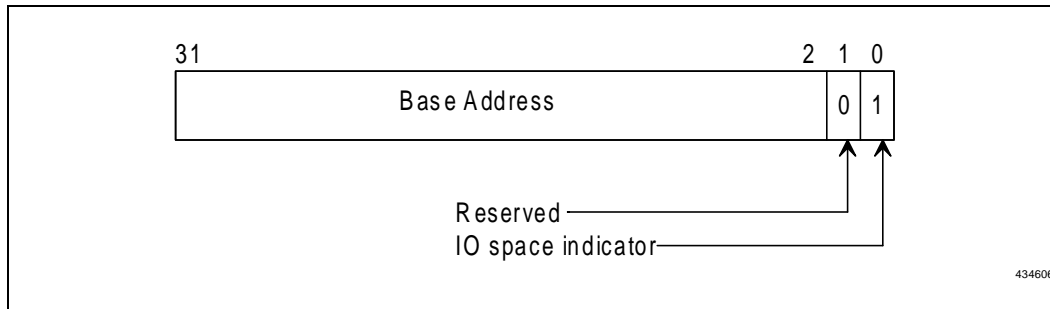 31 2 1 0
Base Address 0 1
Reserved
IO space indicator
434606